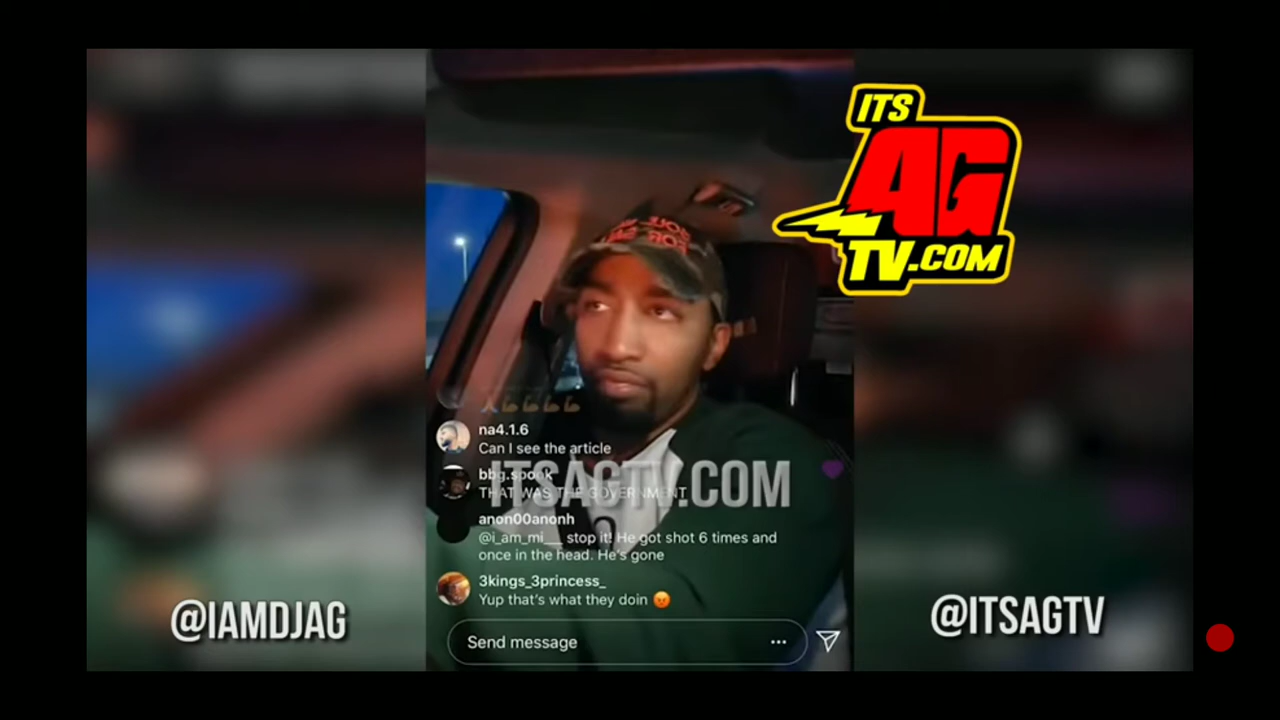 ITS
AG
TV.COM
na4.1.6
Can I see the article
bbg.spook
THAT WAS THE GOVERNMENT.
ITSAGTV.COM
anon00anonh
@i_am_mi__ stop it! He got shot 6 times and
once in the head. He's gone
3kings_3princess_
Yup that's what they doin 😡
Send message
@IAMDJAG
@ITSAGTV